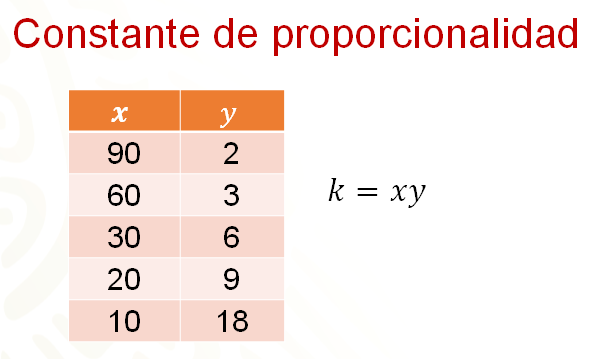 Constante de proporcionalidad
x y
90 2
60 3
30 6
20 9
10 18
k = xy